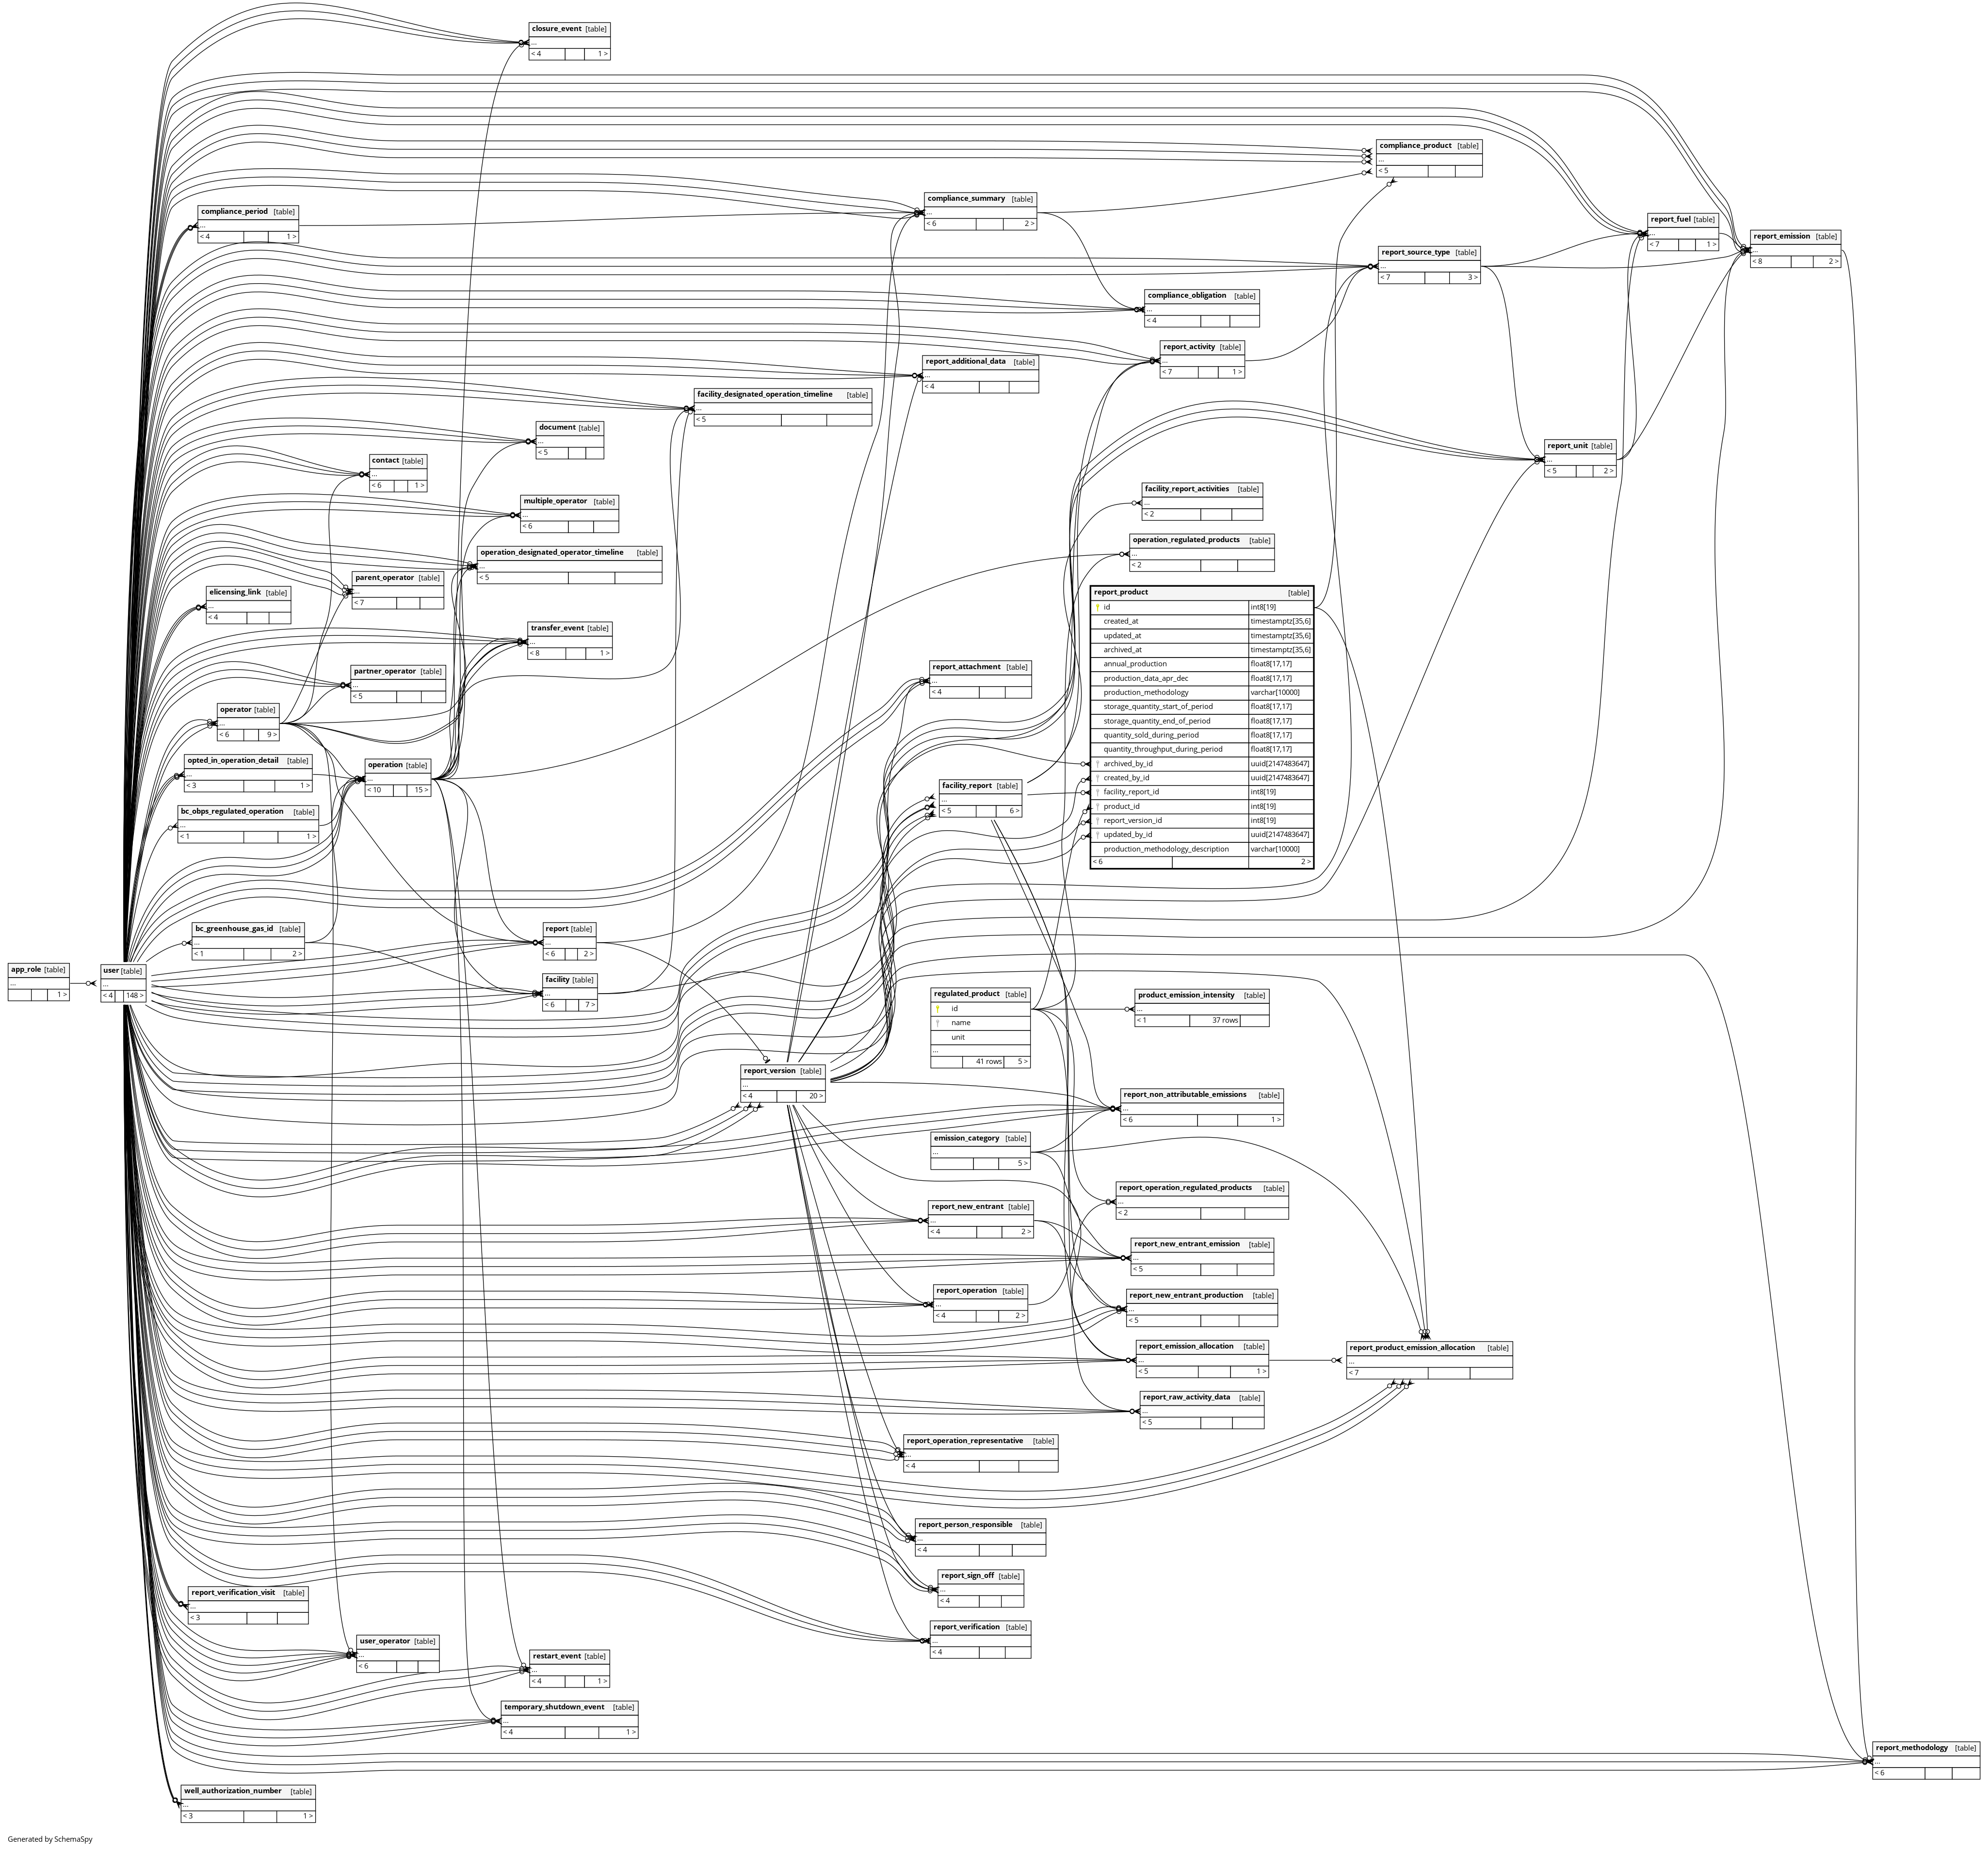 closure_event [table]
...
< 4 1 >
compliance_product [table]
...
< 5
compliance_summary [table]
...
< 6 2 >
compliance_period [table]
...
< 4 1 >
report_fuel [table]
...
< 7 1 >
report_emission [table]
...
< 8 2 >
report_source_type [table]
...
< 7 3 >
compliance_obligation [table]
...
< 4
report_activity [table]
...
< 7 1 >
report_additional_data [table]
...
< 4
facility_designated_operation_timeline [table]
...
< 5
document [table]
...
< 5
report_unit [table]
...
< 5 2 >
contact [table]
...
< 6 1 >
facility_report_activities [table]
...
< 2
multiple_operator [table]
...
< 6
operation_regulated_products [table]
...
< 2
operation_designated_operator_timeline [table]
...
< 5
parent_operator [table]
...
< 7
elicensing_link [table]
...
< 4
report_product [table]
id int8[19]
created_at timestamptz[35,6]
updated_at timestamptz[35,6]
archived_at timestamptz[35,6]
annual_production float8[17,17]
production_data_apr_dec float8[17,17]
production_methodology varchar[10000]
storage_quantity_start_of_period float8[17,17]
storage_quantity_end_of_period float8[17,17]
quantity_sold_during_period float8[17,17]
quantity_throughput_during_period float8[17,17]
archived_by_id uuid[2147483647]
created_by_id uuid[2147483647]
facility_report_id int8[19]
product_id int8[19]
report_version_id int8[19]
updated_by_id uuid[2147483647]
production_methodology_description varchar[10000]
< 6 2 >
transfer_event [table]
...
< 8 1 >
report_attachment [table]
...
< 4
partner_operator [table]
...
< 5
operator [table]
...
< 6 9 >
opted_in_operation_detail [table]
...
< 3 1 >
operation [table]
...
< 10 15 >
facility_report [table]
...
< 5 6 >
bc_obps_regulated_operation [table]
...
< 1 1 >
bc_greenhouse_gas_id [table]
...
< 1 2 >
report [table]
...
< 6 2 >
app_role [table]
...
1 >
user [table]
...
< 4 148 >
facility [table]
...
< 6 7 >
regulated_product [table]
id
name
unit
...
41 rows 5 >
product_emission_intensity [table]
...
< 1 37 rows
report_version [table]
...
< 4 20 >
report_non_attributable_emissions [table]
...
< 6 1 >
emission_category [table]
...
5 >
report_operation_regulated_products [table]
...
< 2
report_new_entrant [table]
...
< 4 2 >
report_new_entrant_emission [table]
...
< 5
report_operation [table]
...
< 4 2 >
report_new_entrant_production [table]
...
< 5
report_emission_allocation [table]
...
< 5 1 >
report_product_emission_allocation [table]
...
< 7
report_raw_activity_data [table]
...
< 5
report_operation_representative [table]
...
< 4
report_person_responsible [table]
...
< 4
report_sign_off [table]
...
< 4
report_verification_visit [table]
...
< 3
report_verification [table]
...
< 4
user_operator [table]
...
< 6
restart_event [table]
...
< 4 1 >
temporary_shutdown_event [table]
...
< 4 1 >
report_methodology [table]
...
< 6
well_authorization_number [table]
...
< 3 1 >
Generated by SchemaSpy